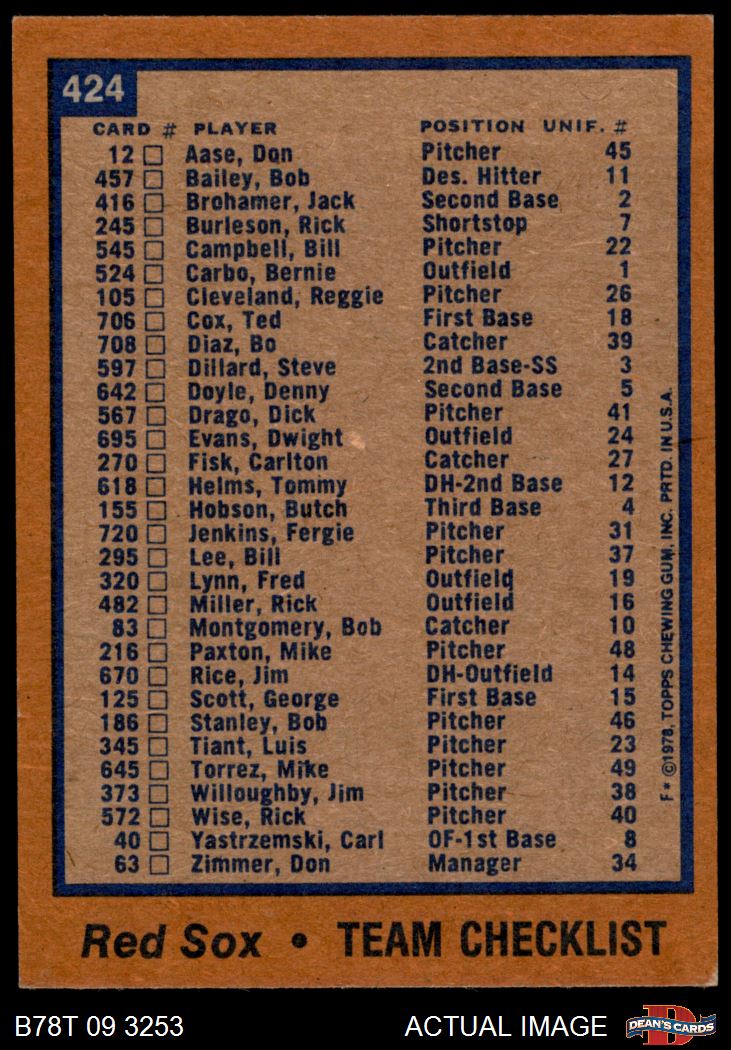 424
CARD # PLAYER POSITION UNIF. #
12 Aase, Don Pitcher 45
457 Bailey, Bob Des. Hitter 11
416 Brohamer, Jack Second Base 2
245 Burleson, Rick Shortstop 7
545 Campbell, Bill Pitcher 22
524 Carbo, Bernie Outfield 1
105 Cleveland, Reggie Pitcher 26
706 Cox, Ted First Base 18
708 Diaz, Bo Catcher 39
597 Dillard, Steve 2nd Base-SS 3
642 Doyle, Denny Second Base 5
567 Drago, Dick Pitcher 41
695 Evans, Dwight Outfield 24
270 Fisk, Carlton Catcher 27
618 Helms, Tommy DH-2nd Base 12
155 Hobson, Butch Third Base 4
720 Jenkins, Fergie Pitcher 31
295 Lee, Bill Pitcher 37
320 Lynn, Fred Outfield 19
482 Miller, Rick Outfield 16
83 Montgomery, Bob Catcher 10
216 Paxton, Mike Pitcher 48
670 Rice, Jim DH-Outfield 14
125 Scott, George First Base 15
186 Stanley, Bob Pitcher 46
345 Tiant, Luis Pitcher 23
645 Torrez, Mike Pitcher 49
373 Willoughby, Jim Pitcher 38
572 Wise, Rick Pitcher 40
40 Yastrzemski, Carl OF-1st Base 8
63 Zimmer, Don Manager 34
F* ©1978, TOPPS CHEWING GUM, INC. PRTD. IN U.S.A.
Red Sox • TEAM CHECKLIST
B78T 09 3253 ACTUAL IMAGE
D
DEAN'S CARDS